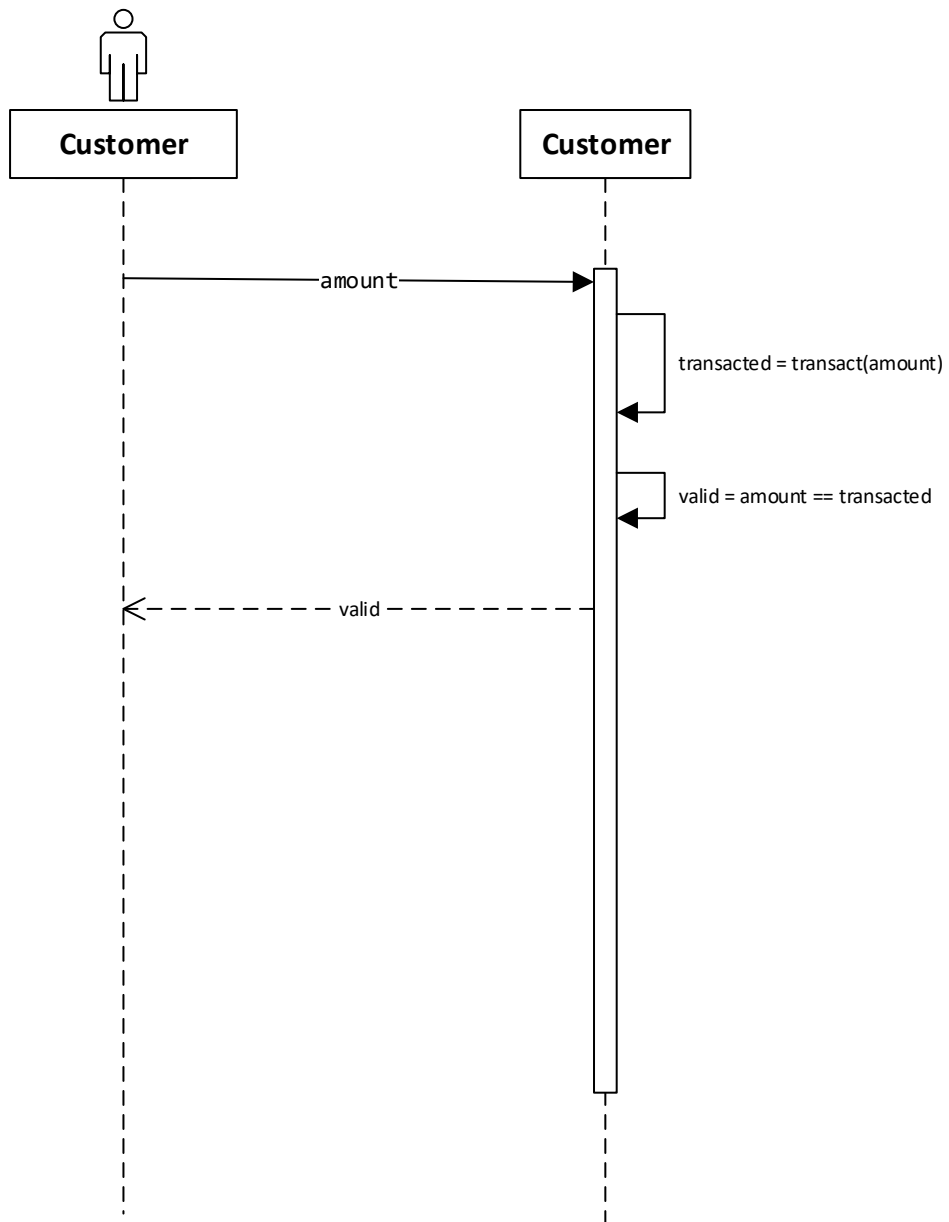 Customer
Customer
amount
transacted = transact(amount)
valid = amount == transacted
valid